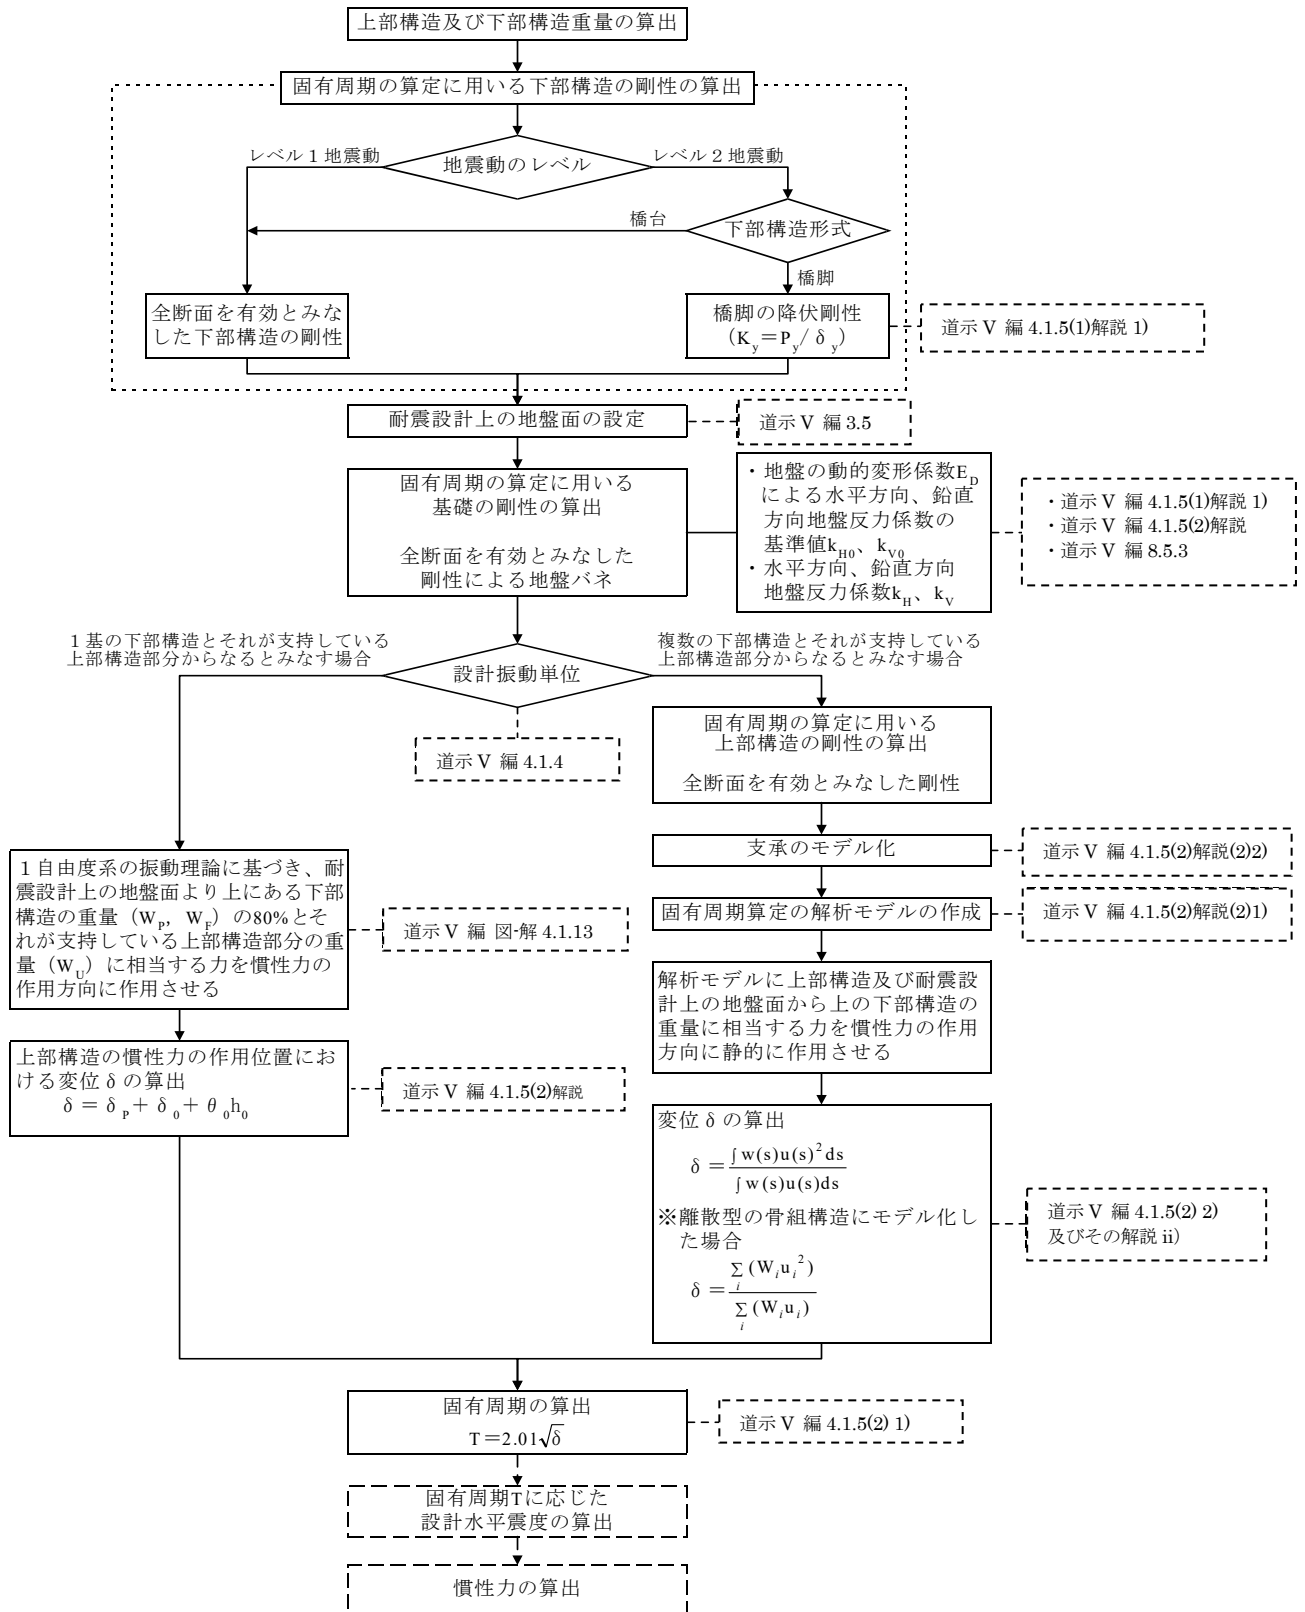 上部構造及び下部構造重量の算出
固有周期の算定に用いる下部構造の剛性の算出
レベル1地震動
地震動のレベル
レベル2地震動
橋台
下部構造形式
橋脚
全断面を有効とみな
した下部構造の剛性
橋脚の降伏剛性
(K_y=P_y/δ_y)
道示Ⅴ 編 4.1.5(1)解説 1)
耐震設計上の地盤面の設定
道示Ⅴ 編 3.5
固有周期の算定に用いる
基礎の剛性の算出
全断面を有効とみなした
剛性による地盤バネ
・地盤の動的変形係数E_D
による水平方向、鉛直
方向地盤反力係数の
基準値k_H0、k_V0
・水平方向、鉛直方向
地盤反力係数k_H、k_V
・道示Ⅴ 編 4.1.5(1)解説 1)
・道示Ⅴ 編 4.1.5(2)解説
・道示Ⅴ 編 8.5.3
1基の下部構造とそれが支持している
上部構造部分からなるとみなす場合
設計振動単位
複数の下部構造とそれが支持している
上部構造部分からなるとみなす場合
道示Ⅴ 編 4.1.4
固有周期の算定に用いる
上部構造の剛性の算出
全断面を有効とみなした剛性
支承のモデル化
道示Ⅴ 編 4.1.5(2)解説(2)2)
固有周期算定の解析モデルの作成
道示Ⅴ 編 4.1.5(2)解説(2)1)
1自由度系の振動理論に基づき、耐
震設計上の地盤面より上にある下部
構造の重量(W_P, W_F)の80%とそ
れが支持している上部構造部分の重
量(W_U)に相当する力を慣性力の
作用方向に作用させる
道示Ⅴ 編 図-解 4.1.13
解析モデルに上部構造及び耐震設
計上の地盤面から上の下部構造の
重量に相当する力を慣性力の作用
方向に静的に作用させる
上部構造の慣性力の作用位置にお
ける変位δの算出
δ=δ_P+δ_0+θ_0h_0
道示Ⅴ 編 4.1.5(2)解説
変位δの算出
δ=∫w(s)u(s)²ds/∫w(s)u(s)ds
※離散型の骨組構造にモデル化し
た場合
δ=Σ_i(W_iu_i²)/Σ_i(W_iu_i)
道示Ⅴ 編 4.1.5(2) 2)
及びその解説 ii)
固有周期の算出
T=2.01√δ
道示Ⅴ 編 4.1.5(2) 1)
固有周期Tに応じた
設計水平震度の算出
慣性力の算出